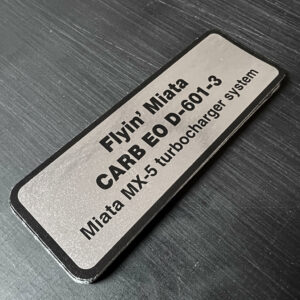 Flyin' Miata
CARB EO D-601-3
Miata MX-5 turbocharger system